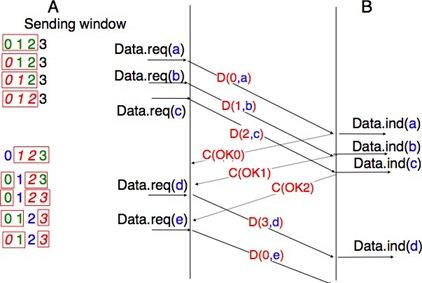 A
B
Sending window
0 1 2 3
0 1 2 3
0 1 2 3
0 1 2 3
Data.req(a)
Data.req(b)
Data.req(c)
D(0,a)
D(1,b)
D(2,c)
Data.ind(a)
Data.ind(b)
Data.ind(c)
C(OK0)
C(OK1)
C(OK2)
0 1 2 3
0 1 2 3
0 1 2 3
0 1 2 3
0 1 2 3
Data.req(d)
Data.req(e)
D(3,d)
D(0,e)
Data.ind(d)